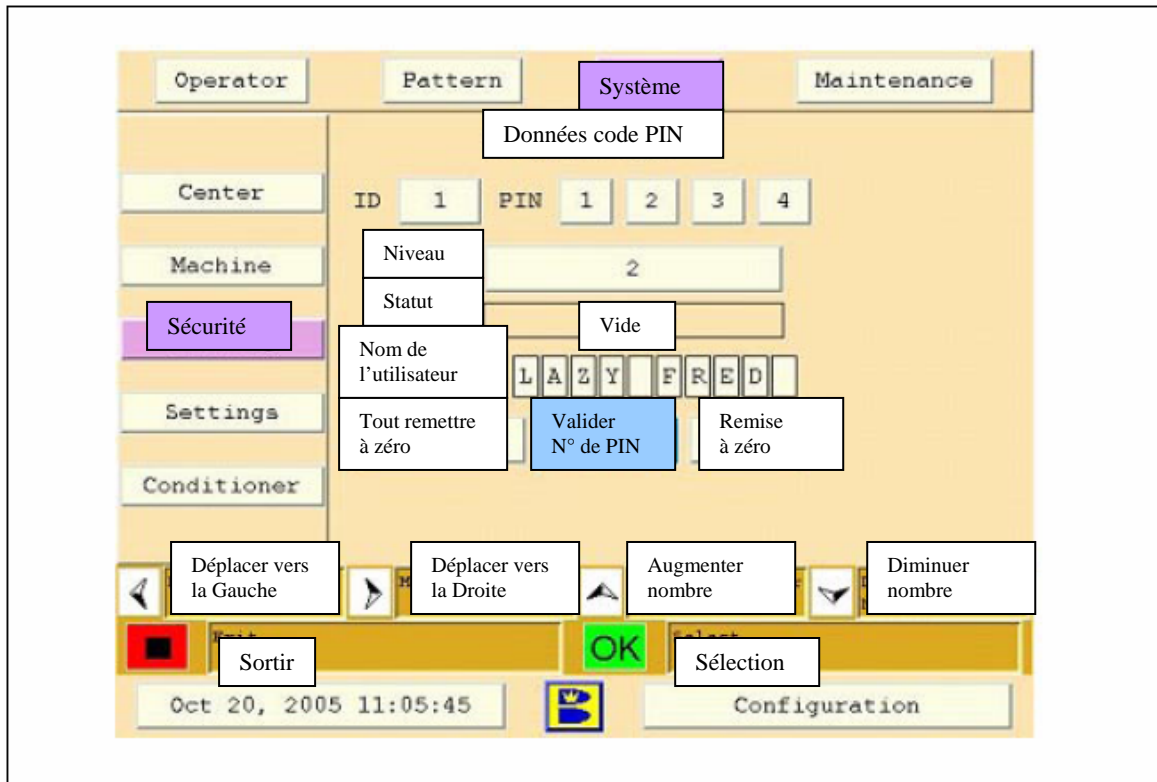 Operator Pattern Système Maintenance
Données code PIN
Center
ID 1 PIN 1 2 3 4
Machine
Niveau 2
Statut Vide
Sécurité
Nom de
l’utilisateur
LAZY FRED
Settings
Tout remettre
à zéro
Valider
N° de PIN
Remise
à zéro
Conditioner
Déplacer vers
la Gauche
Déplacer vers
la Droite
Augmenter
nombre
Diminuer
nombre
Sortir
OK
Sélection
Oct 20, 2005 11:05:45
Configuration